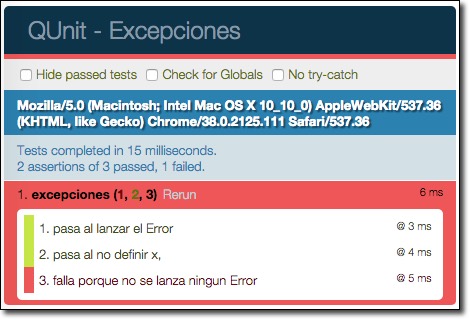 QUnit - Excepciones
Hide passed tests Check for Globals No try-catch
Mozilla/5.0 (Macintosh; Intel Mac OS X 10_10_0) AppleWebKit/537.36
(KHTML, like Gecko) Chrome/38.0.2125.111 Safari/537.36
Tests completed in 15 milliseconds.
2 assertions of 3 passed, 1 failed.
1. excepciones (1, 2, 3) Rerun 6 ms
1. pasa al lanzar el Error @ 3 ms
2. pasa al no definir x, @ 4 ms
3. falla porque no se lanza ningun Error @ 5 ms